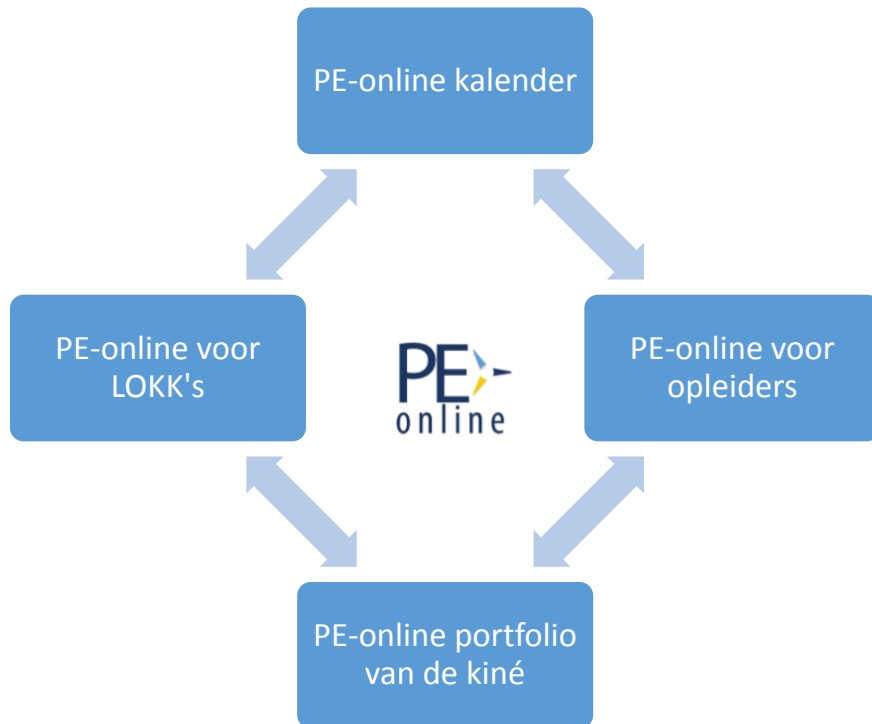 PE-online kalender
PE-online voor
LOKK's
PE
online
PE-online voor
opleiders
PE-online portfolio
van de kiné